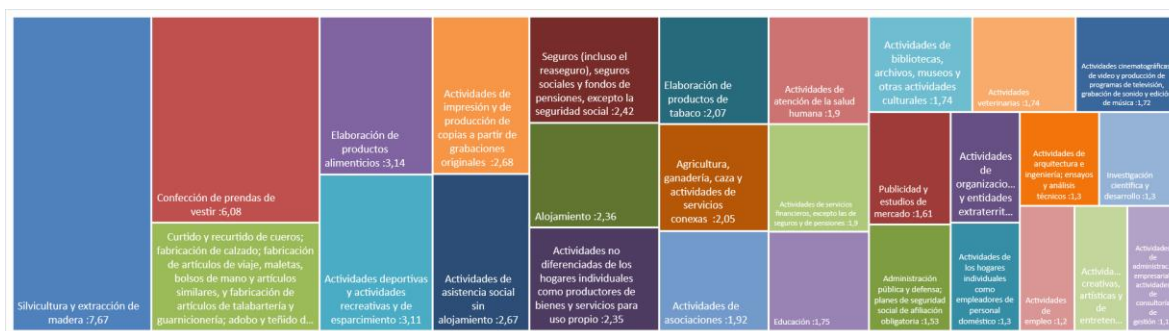 Silvicultura y extracción de
madera :7,67
Confección de prendas de
vestir :6,08
Curtido y recurtido de cueros;
fabricación de calzado; fabricación
de artículos de viaje, maletas,
bolsos de mano y artículos
similares, y fabricación de
artículos de talabartería y
guarnicionería; adobo y teñido d...
Elaboración de
productos
alimenticios :3,14
Actividades deportivas
y actividades
recreativas y de
esparcimiento :3,11
Actividades de
impresión y de
producción de
copias a partir de
grabaciones
originales :2,68
Actividades de
asistencia social
sin
alojamiento :2,67
Seguros (incluso el
reaseguro), seguros
sociales y fondos de
pensiones, excepto la
seguridad social :2,42
Alojamiento :2,36
Actividades no
diferenciadas de los
hogares individuales
como productores de
bienes y servicios para
uso propio :2,35
Elaboración de
productos de
tabaco :2,07
Agricultura,
ganadería, caza y
actividades de
servicios
conexas :2,05
Actividades de
asociaciones :1,92
Actividades de
atención de la salud
humana :1,9
Actividades de servicios
financieros, excepto las de
seguros y de pensiones :1,9
Educación :1,75
Actividades de
bibliotecas,
archivos, museos y
otras actividades
culturales :1,74
Actividades
veterinarias :1,74
Actividades cinematográficas,
de video y producción de
programas de televisión,
grabación de sonido y edición
de música :1,72
Publicidad y
estudios de
mercado :1,61
Administración
pública y defensa;
planes de seguridad
social de afiliación
obligatoria :1,53
Actividades
de
organizacio...
y entidades
extraterrit...
Actividades de
los hogares
individuales
como
empleadores de
personal
doméstico :1,3
Actividades de
arquitectura e
ingeniería; ensayos
y análisis
técnicos :1,3
Investigación
científica y
desarrollo :1,3
Actividades
de
empleo :1,2
Activida...
creativas,
artísticas y
de
entreten...
Actividades
de
administrac
empresarial
actividades
de
consultoría
de
gestión :1,1